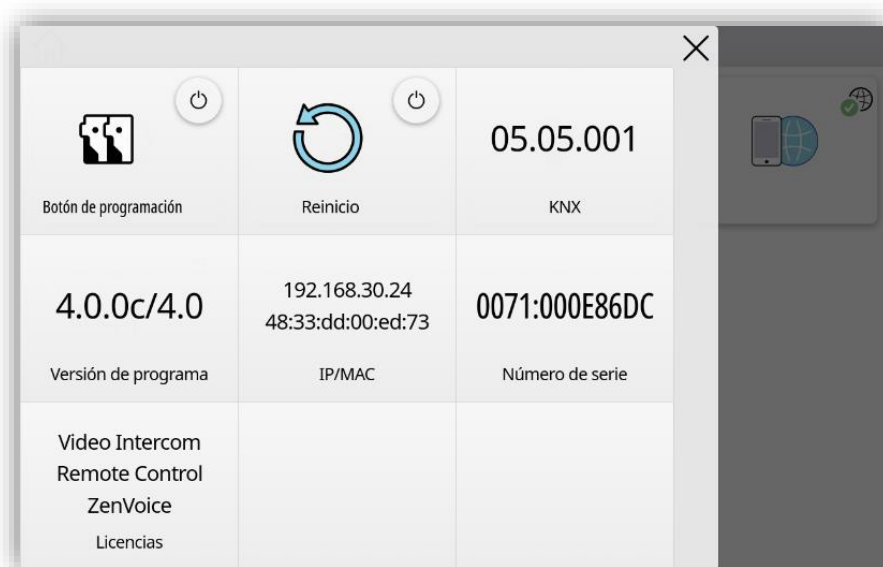 Botón de programación
Reinicio
05.05.001
KNX
4.0.0c/4.0
Versión de programa
192.168.30.24
48:33:dd:00:ed:73
IP/MAC
0071:000E86DC
Número de serie
Video Intercom
Remote Control
ZenVoice
Licencias